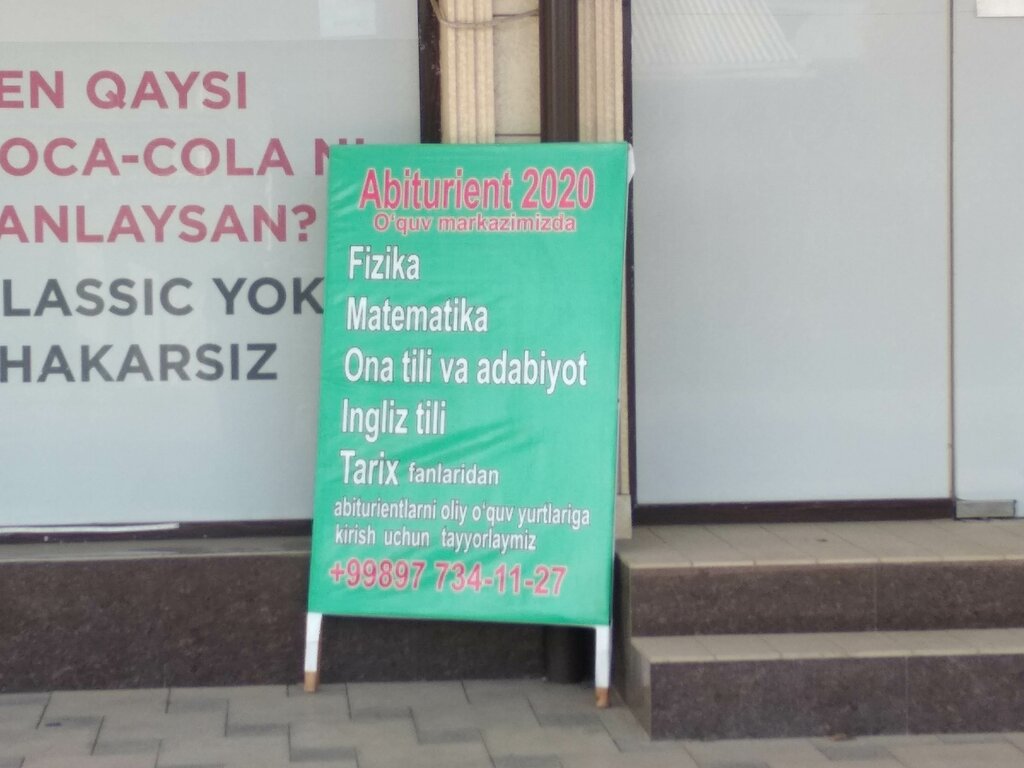 EN QAYSI
OCA-COLA
ANLAYSAN?
LASSIC YOK
HAKARSIZ
Abiturient 2020
O'quv markazimizda
Fizika
Matematika
Ona tili va adabiyot
Ingliz tili
Tarix fanlaridan
abiturientlarni oliy o'quv yurtlariga
kirish uchun tayyorlaymiz
+99897 734-11-27